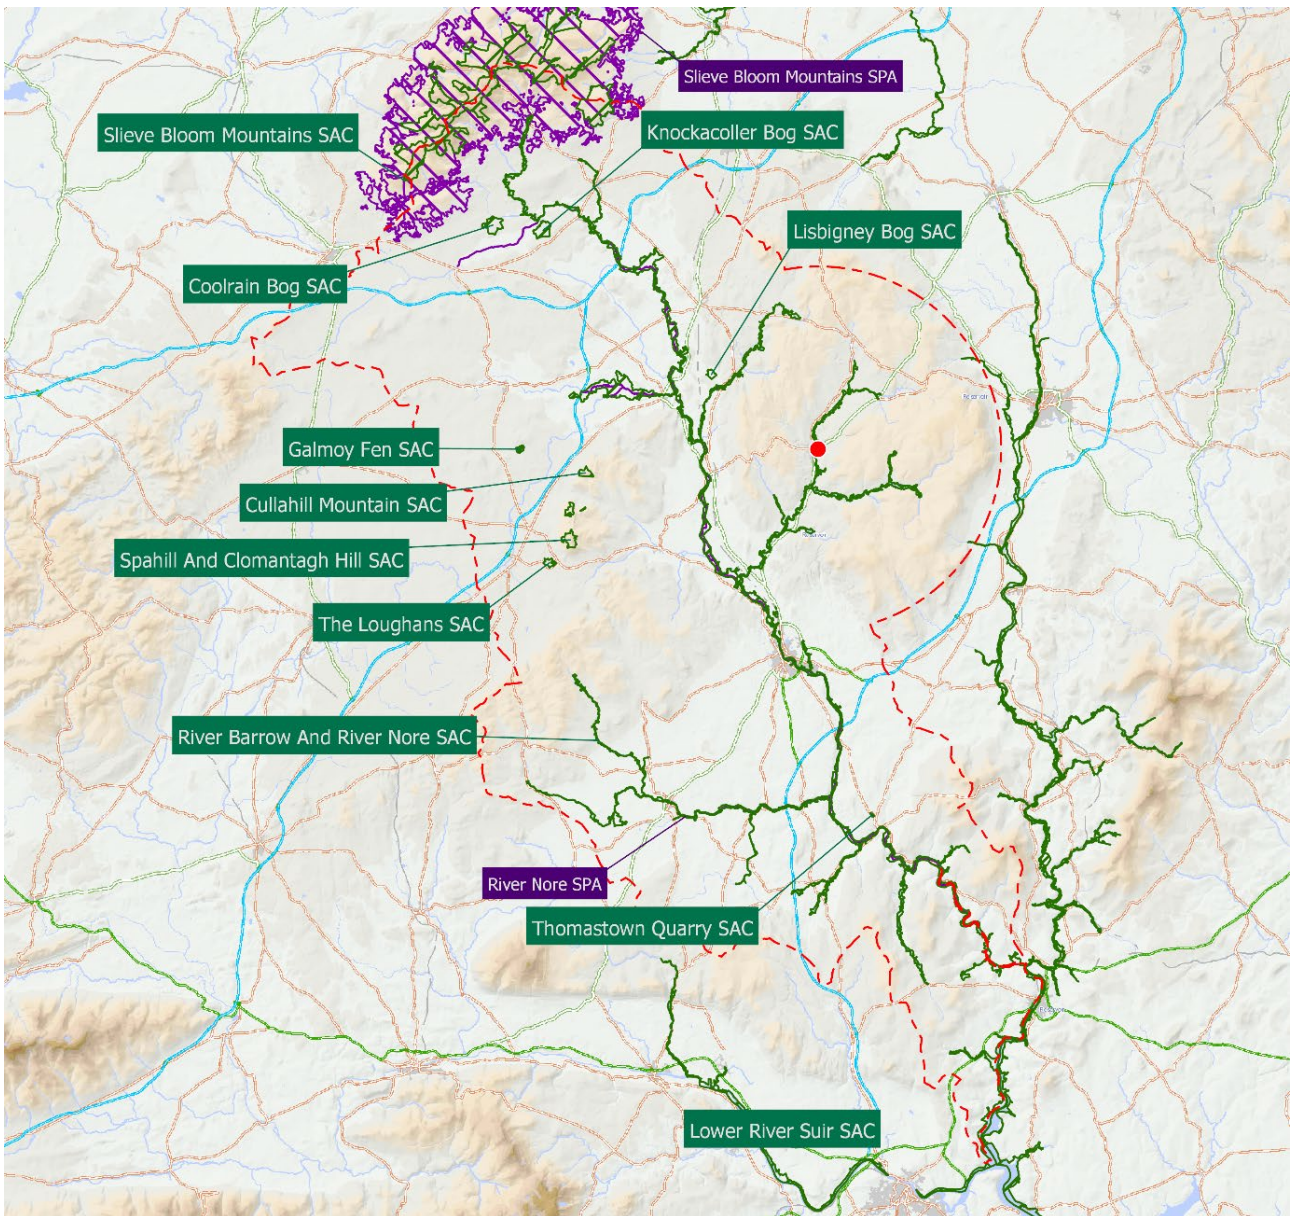 Slieve Bloom Mountains SPA
Slieve Bloom Mountains SAC
Knockacoller Bog SAC
Lisbigney Bog SAC
Coolrain Bog SAC
Galmoy Fen SAC
Cullahill Mountain SAC
Spahill And Clomantagh Hill SAC
The Loughans SAC
River Barrow And River Nore SAC
River Nore SPA
Thomastown Quarry SAC
Lower River Suir SAC